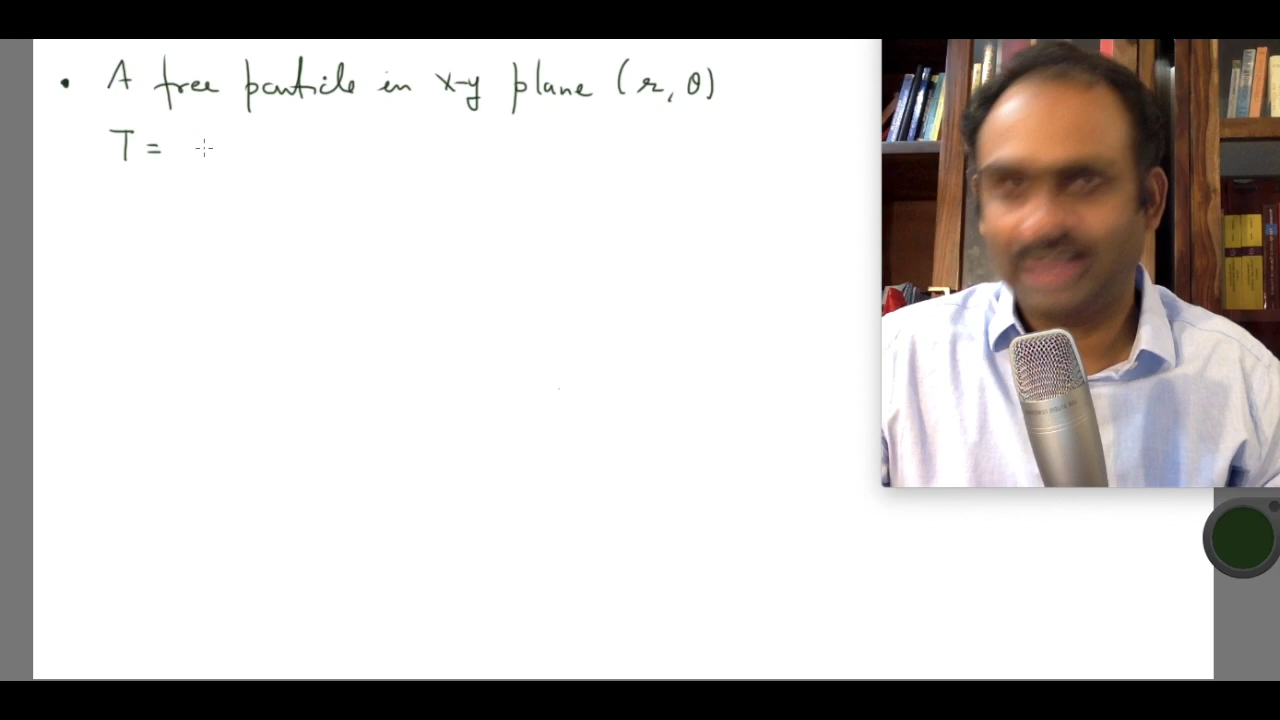 • A free particle in x-y plane (r, θ)
T =